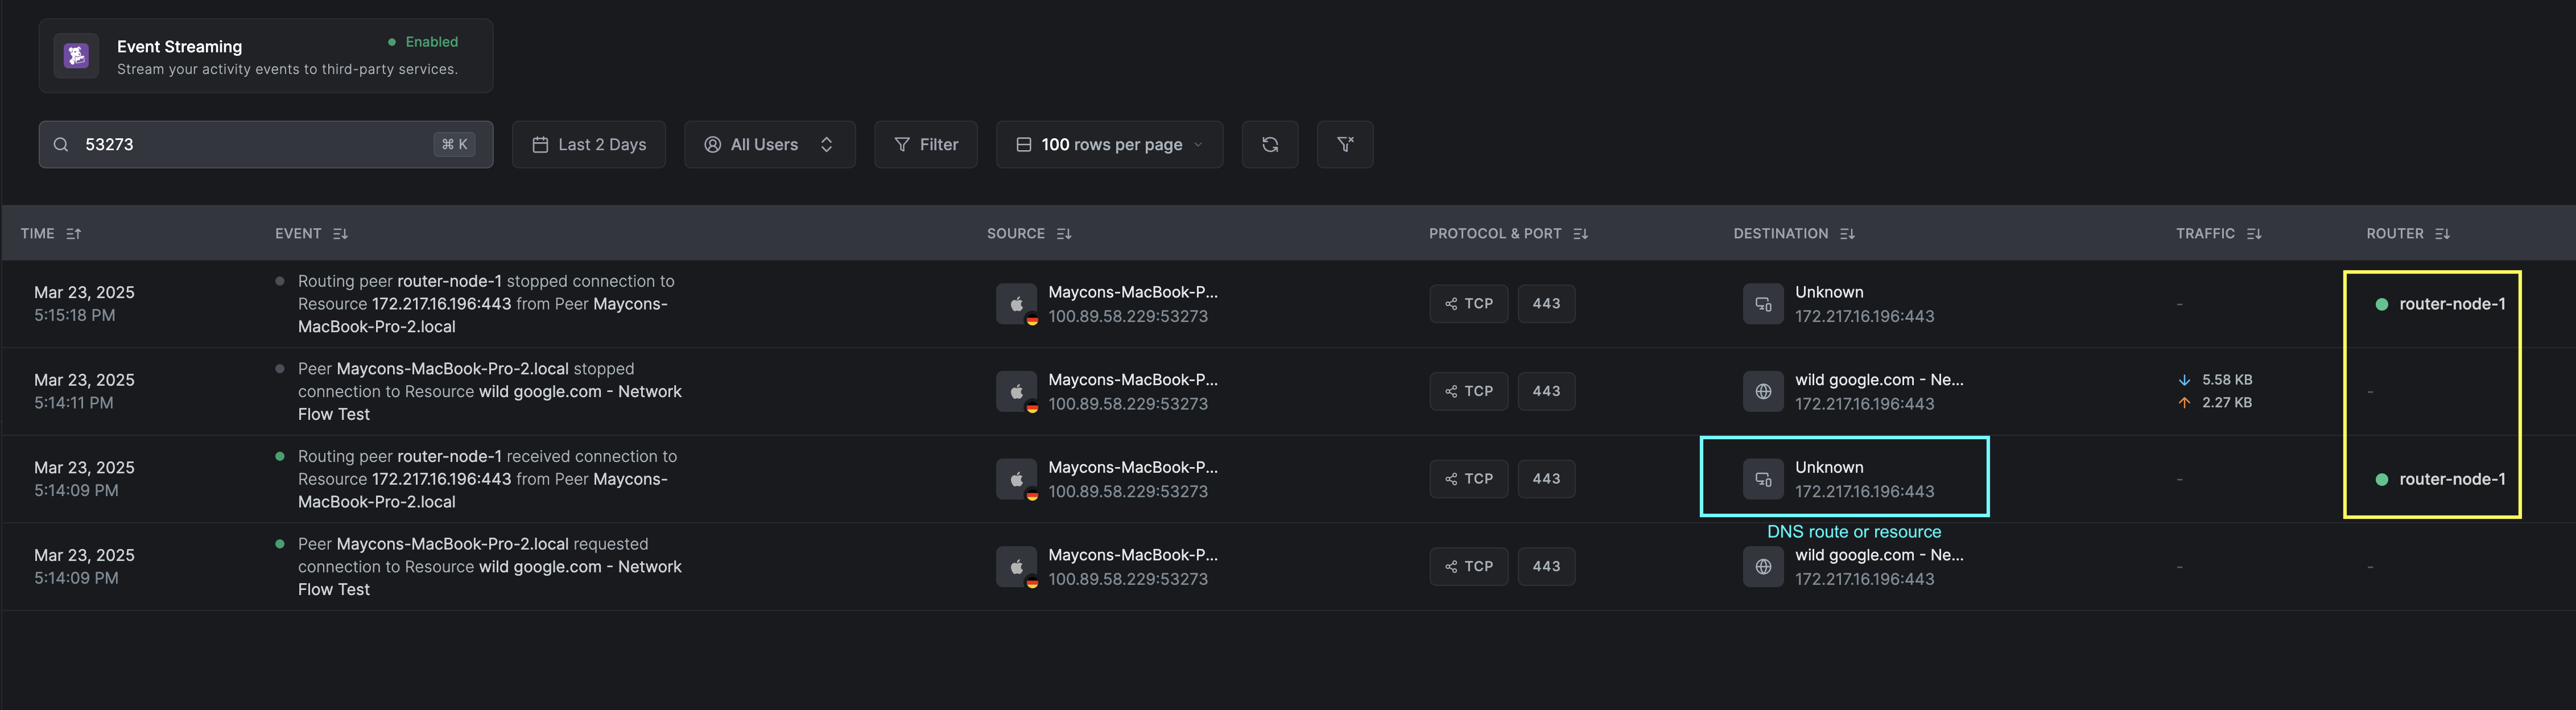 Event Streaming
Enabled
Stream your activity events to third-party services.
53273
⌘ K
Last 2 Days
All Users
Filter
100 rows per page
TIME
EVENT
SOURCE
PROTOCOL & PORT
DESTINATION
TRAFFIC
ROUTER
Mar 23, 2025
5:15:18 PM
Routing peer router-node-1 stopped connection to
Resource 172.217.16.196:443 from Peer Maycons-
MacBook-Pro-2.local
Maycons-MacBook-P...
100.89.58.229:53273
TCP
443
Unknown
172.217.16.196:443
-
router-node-1
Mar 23, 2025
5:14:11 PM
Peer Maycons-MacBook-Pro-2.local stopped
connection to Resource wild google.com - Network
Flow Test
Maycons-MacBook-P...
100.89.58.229:53273
TCP
443
wild google.com - Ne...
172.217.16.196:443
5.58 KB
2.27 KB
-
Mar 23, 2025
5:14:09 PM
Routing peer router-node-1 received connection to
Resource 172.217.16.196:443 from Peer Maycons-
MacBook-Pro-2.local
Maycons-MacBook-P...
100.89.58.229:53273
TCP
443
Unknown
172.217.16.196:443
-
router-node-1
DNS route or resource
Mar 23, 2025
5:14:09 PM
Peer Maycons-MacBook-Pro-2.local requested
connection to Resource wild google.com - Network
Flow Test
Maycons-MacBook-P...
100.89.58.229:53273
TCP
443
wild google.com - Ne...
172.217.16.196:443
-
-